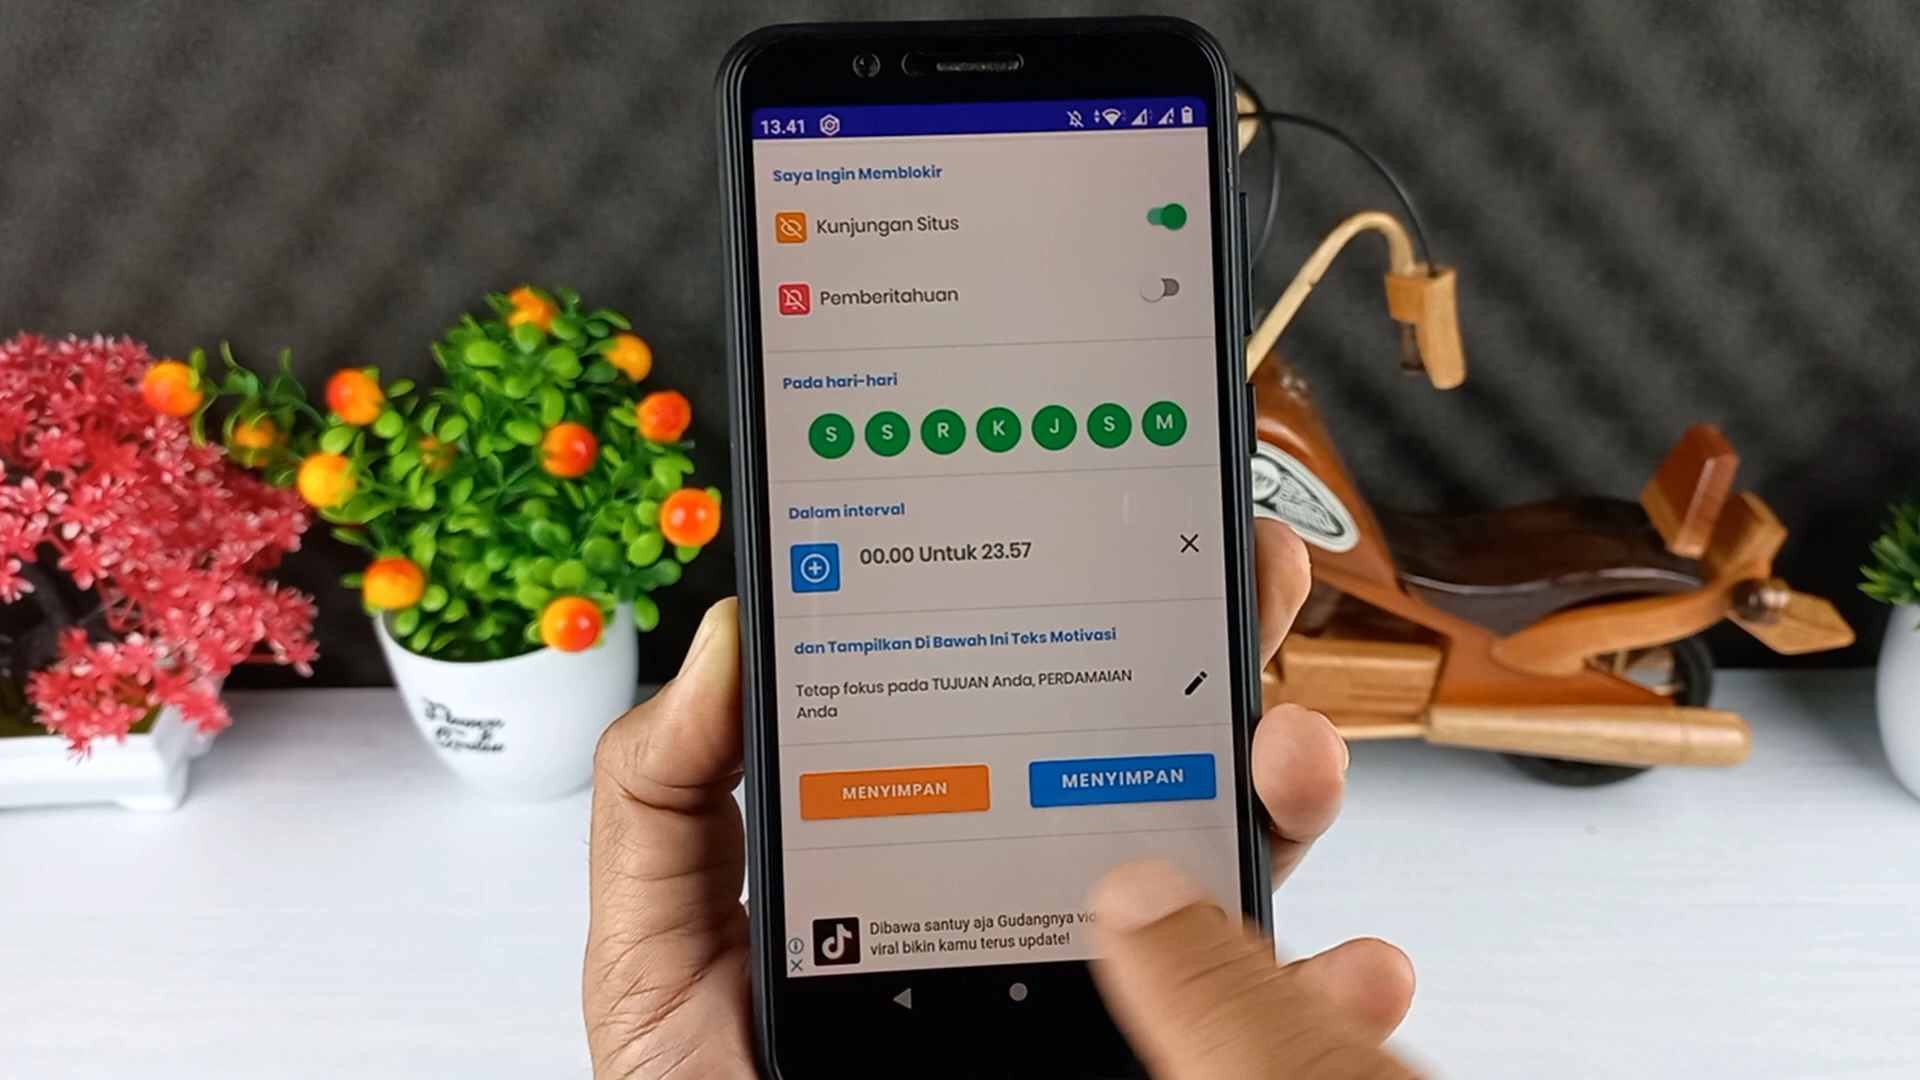 13.41
Saya Ingin Memblokir
Kunjungan Situs
Pemberitahuan
Pada hari-hari
S S R K J S M
Dalam interval
00.00 Untuk 23.57
dan Tampilkan Di Bawah Ini Teks Motivasi
Tetap fokus pada TUJUAN Anda, PERDAMAIAN
Anda
MENYIMPAN MENYIMPAN
Dibawa santuy aja Gudangnya
viral bikin kamu terus update!